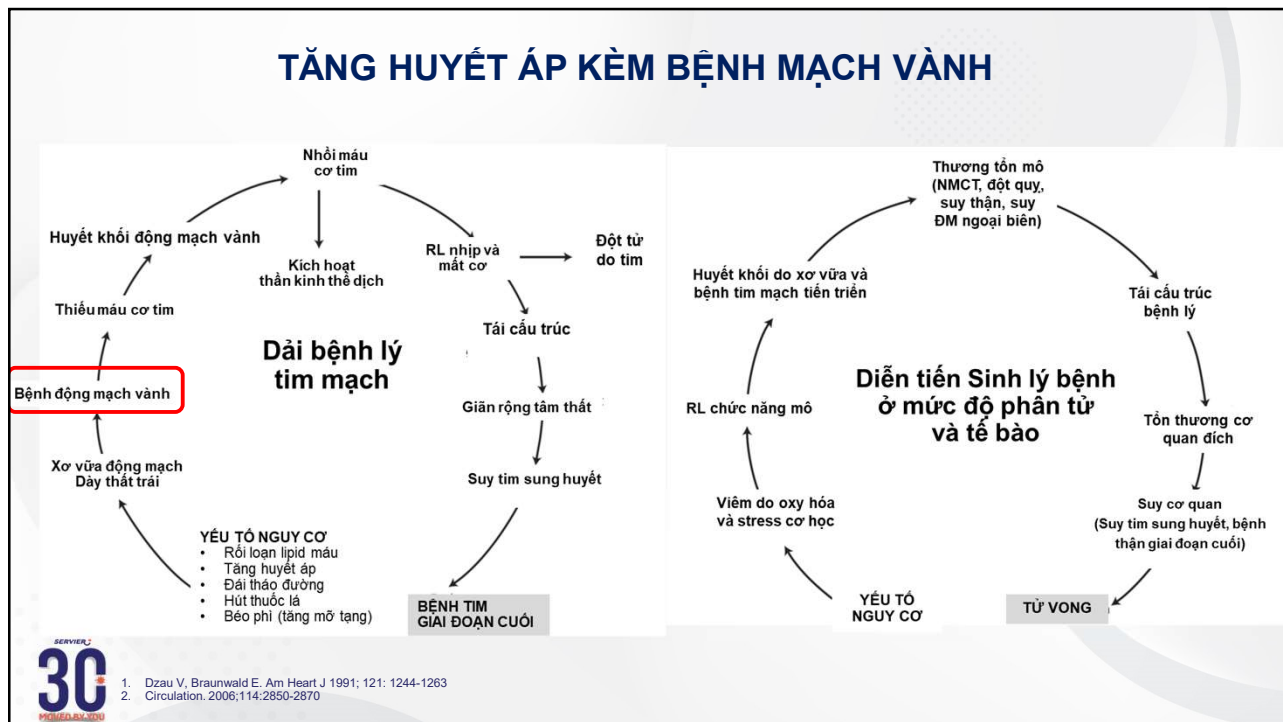 TĂNG HUYẾT ÁP KÈM BỆNH MẠCH VÀNH
Nhồi máu
cơ tim
Huyết khối động mạch vành
Kích hoạt
thần kinh thể dịch
RL nhịp và
mất cơ
Đột tử
do tim
Thiếu máu cơ tim
Tái cấu trúc
Dải bệnh lý
tim mạch
Bệnh động mạch vành
Giãn rộng tâm thất
Xơ vữa động mạch
Dày thất trái
Suy tim sung huyết
YẾU TỐ NGUY CƠ
• Rối loạn lipid máu
• Tăng huyết áp
• Đái tháo đường
• Hút thuốc lá
• Béo phì (tăng mỡ tạng)
BỆNH TIM
GIAI ĐOẠN CUỐI
Thương tổn mô
(NMCT, đột quỵ,
suy thận, suy
ĐM ngoại biên)
Huyết khối do xơ vữa và
bệnh tim mạch tiến triển
Tái cấu trúc
bệnh lý
Diễn tiến Sinh lý bệnh
ở mức độ phân tử
và tế bào
RL chức năng mô
Tổn thương cơ
quan đích
Viêm do oxy hóa
và stress cơ học
Suy cơ quan
(Suy tim sung huyết, bệnh
thận giai đoạn cuối)
YẾU TỐ
NGUY CƠ
TỬ VONG
SERVIER
30
MOVED BY YOU
1. Dzau V, Braunwald E. Am Heart J 1991; 121: 1244-1263
2. Circulation. 2006;114:2850-2870